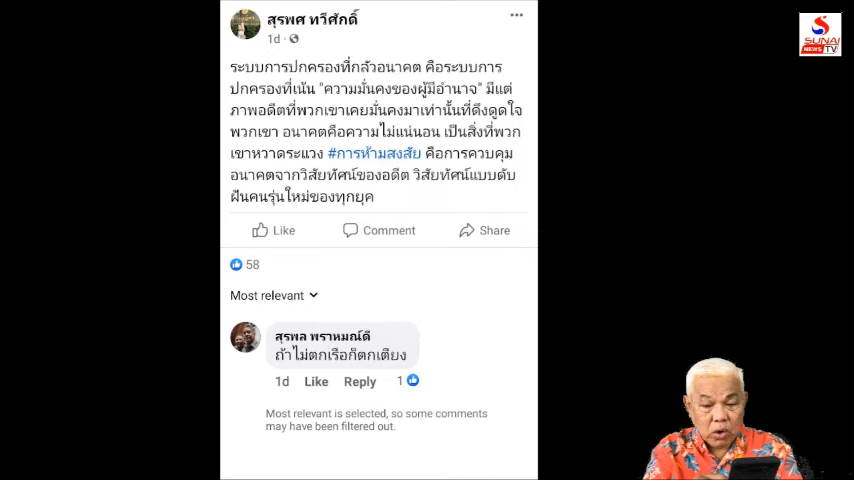 สุรพศ ทวีศักดิ์
1d
ระบบการปกครองที่กลัวอนาคต คือระบบการ
ปกครองที่เน้น "ความมั่นคงของผู้มีอำนาจ" มีแต่
ภาพอดีตที่พวกเขาเคยมั่นคงมาเท่านั้นที่ดึงดูดใจ
พวกเขา อนาคตคือความไม่แน่นอน เป็นสิ่งที่พวก
เขาหวาดระแวง #การห้ามสงสัย คือการควบคุม
อนาคตจากวิสัยทัศน์ของอดีต วิสัยทัศน์แบบดับ
ฝันคนรุ่นใหม่ของทุกยุค
Like Comment Share
58
Most relevant
สุรพล พราหมณ์ดี
ถ้าไม่ตกเรือก็ตกเตียง
1d Like Reply 1
Most relevant is selected, so some comments
may have been filtered out.
SUNAI
NEWS TV